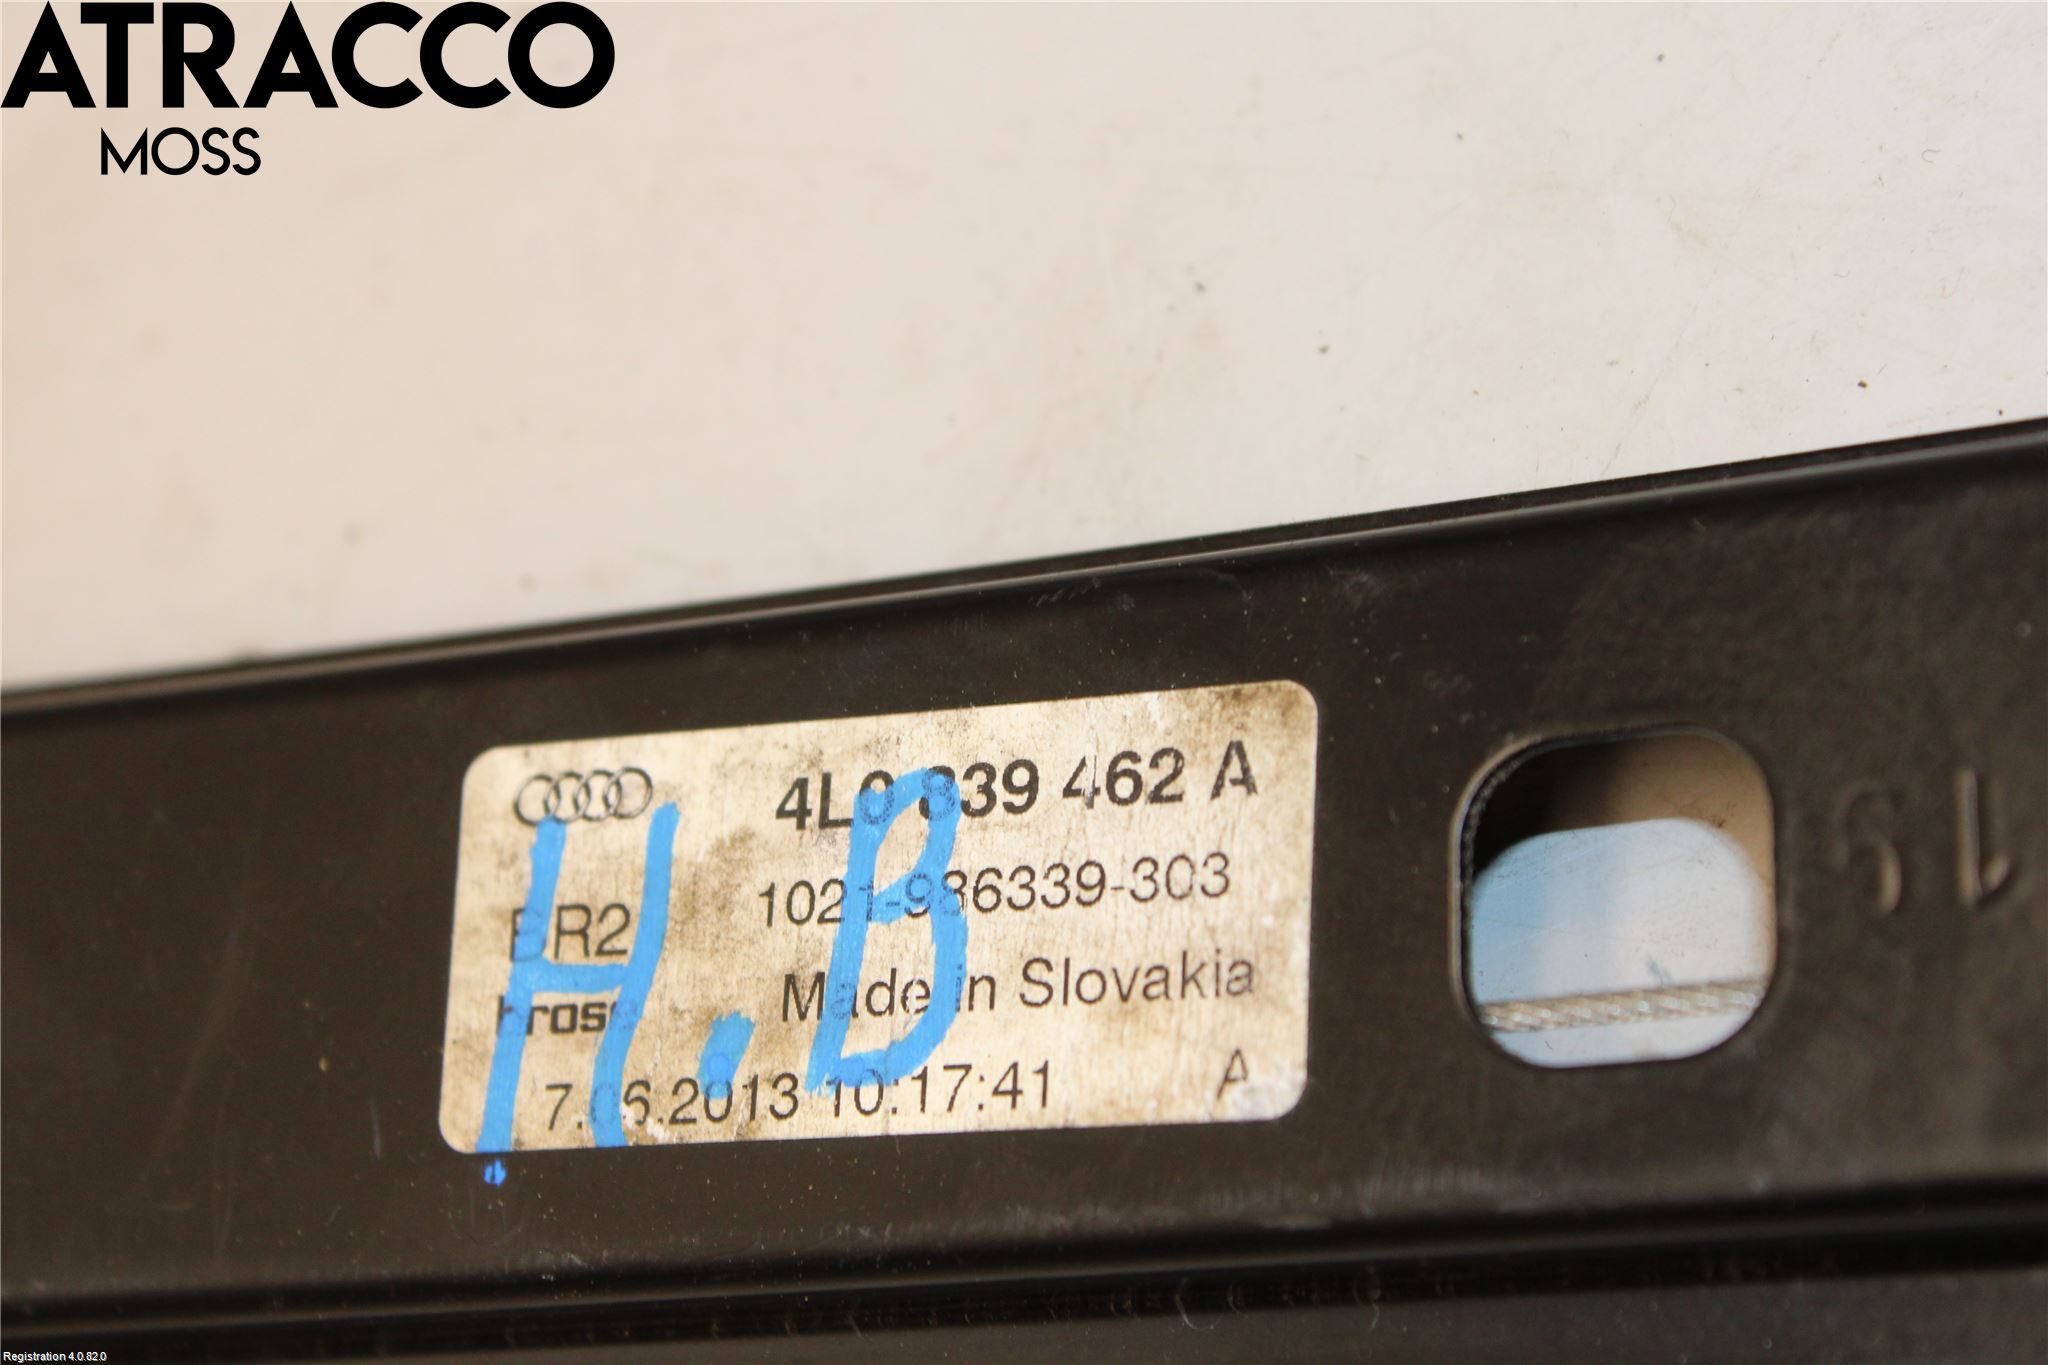 ATRACCO
MOSS
4L0 839 462 A
1021-986339-303
BR2
Made in Slovakia
brose
7.06.2013 10:17:41 A
H.B
19
Registration 4.0.82.0